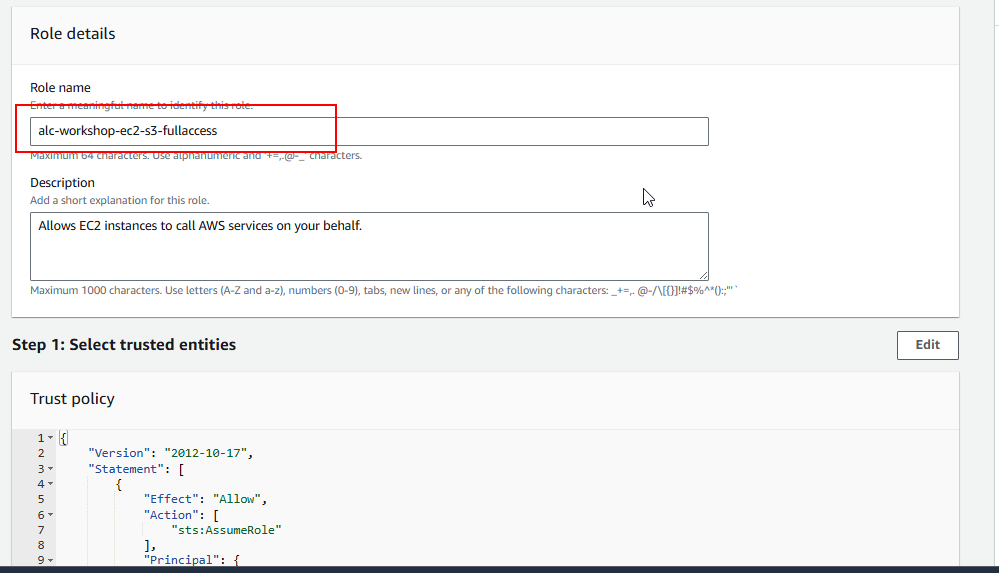 Role details
Role name
Enter a meaningful name to identify this role.
alc-workshop-ec2-s3-fullaccess
Maximum 64 characters. Use alphanumeric and '+=,.@-_' characters.
Description
Add a short explanation for this role.
Allows EC2 instances to call AWS services on your behalf.
Maximum 1000 characters. Use letters (A-Z and a-z), numbers (0-9), tabs, new lines, or any of the following characters: _+=,. @-/\[{}]!#$%^*();:"'`
Step 1: Select trusted entities
Edit
Trust policy
1 {
2 "Version": "2012-10-17",
3 "Statement": [
4 {
5 "Effect": "Allow",
6 "Action": [
7 "sts:AssumeRole"
8 ],
9 "Principal": {